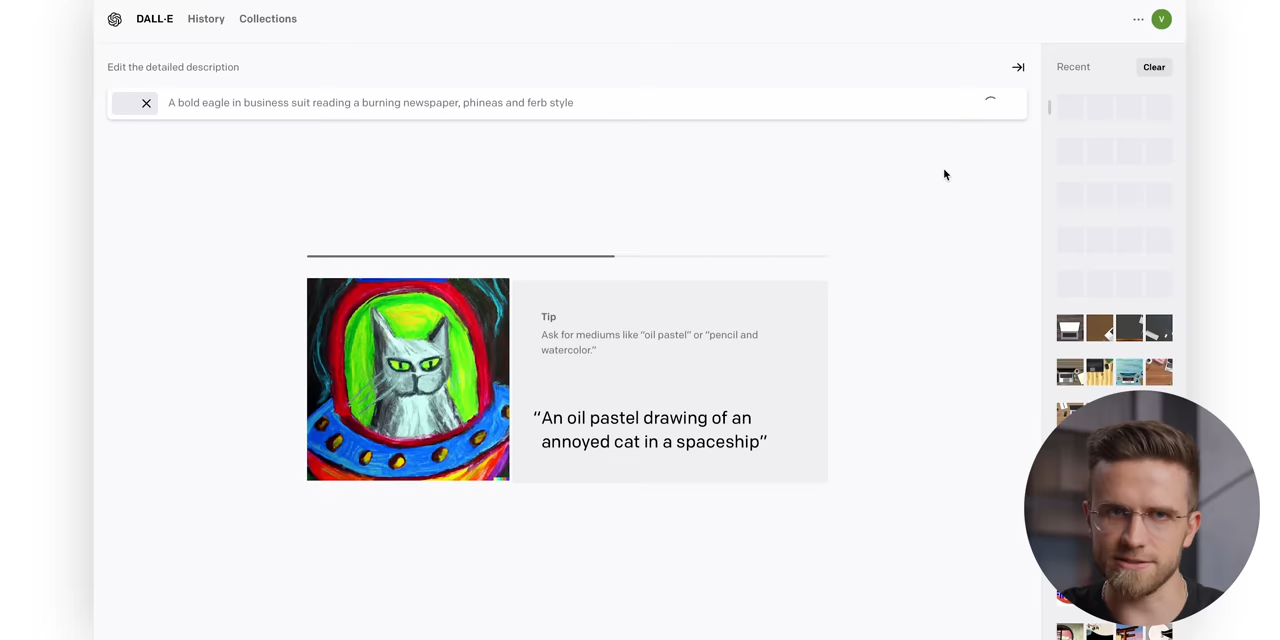 DALL·E History Collections
V
Edit the detailed description
Recent Clear
A bold eagle in business suit reading a burning newspaper, phineas and ferb style
Tip
Ask for mediums like “oil pastel” or “pencil and
watercolor.”
“An oil pastel drawing of an
annoyed cat in a spaceship”